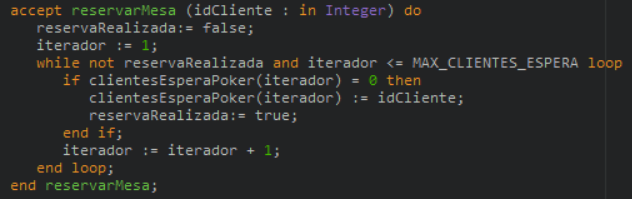 accept reservarMesa (idCliente : in Integer) do
reservaRealizada:= false;
iterador := 1;
while not reservaRealizada and iterador <= MAX_CLIENTES_ESPERA loop
if clientesEsperaPoker(iterador) = 0 then
clientesEsperaPoker(iterador) := idCliente;
reservaRealizada:= true;
end if;
iterador := iterador + 1;
end loop;
end reservarMesa;